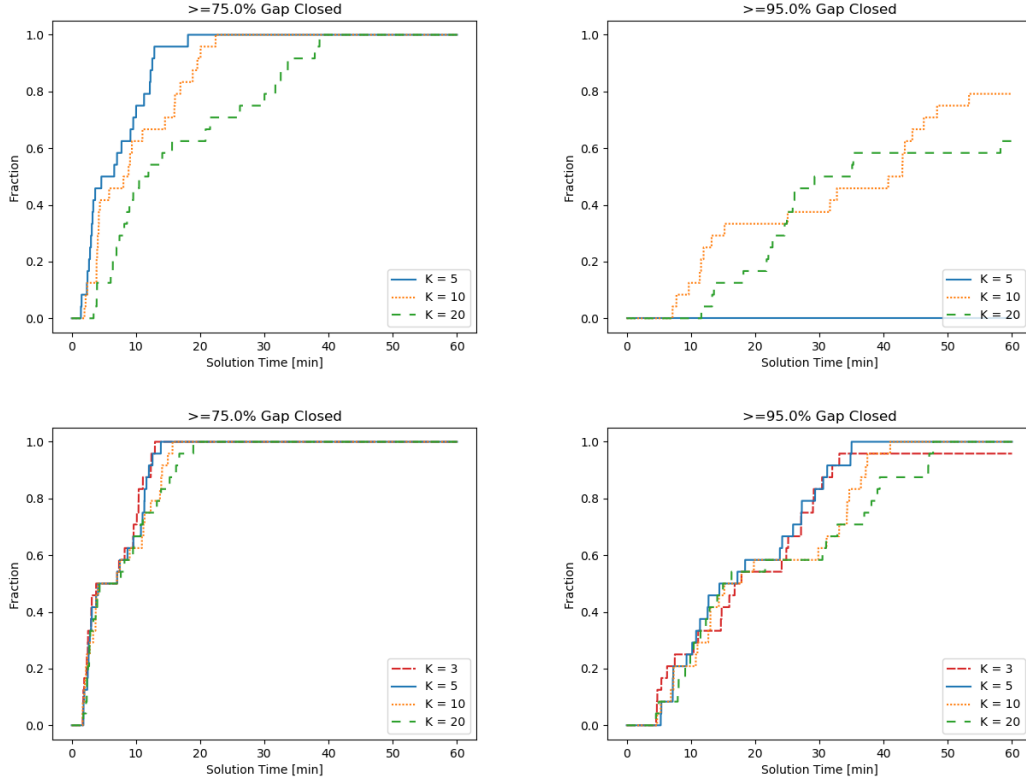 >=75.0% Gap Closed
1.0
0.8
0.6
0.4
0.2
0.0
Fraction
K = 5
K = 10
K = 20
0 10 20 30 40 50 60
Solution Time [min]
>=95.0% Gap Closed
1.0
0.8
0.6
0.4
0.2
0.0
Fraction
K = 5
K = 10
K = 20
0 10 20 30 40 50 60
Solution Time [min]
>=75.0% Gap Closed
1.0
0.8
0.6
0.4
0.2
0.0
Fraction
K = 3
K = 5
K = 10
K = 20
0 10 20 30 40 50 60
Solution Time [min]
>=95.0% Gap Closed
1.0
0.8
0.6
0.4
0.2
0.0
Fraction
K = 3
K = 5
K = 10
K = 20
0 10 20 30 40 50 60
Solution Time [min]